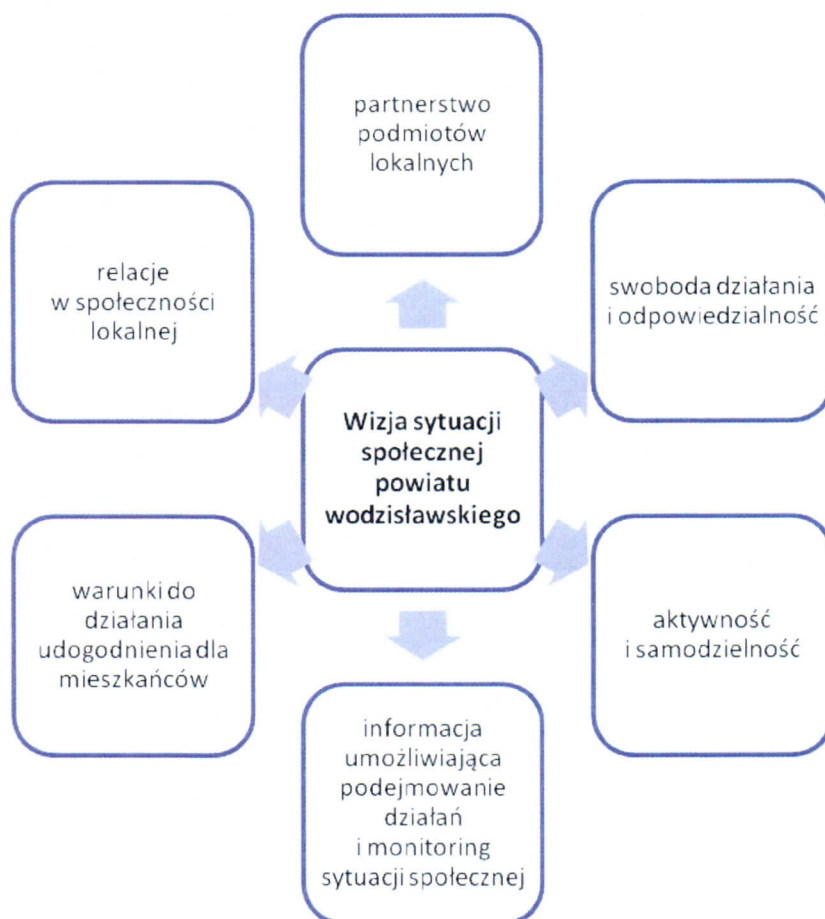 partnerstwo
podmiotów
lokalnych
relacje
w społeczności
lokalnej
swoboda działania
i odpowiedzialność
Wizja sytuacji
społecznej
powiatu
wodzisławskiego
warunki do
działania
udogodnienia dla
mieszkańców
aktywność
i samodzielność
informacja
umożliwiająca
podejmowanie
działań
i monitoring
sytuacji społecznej